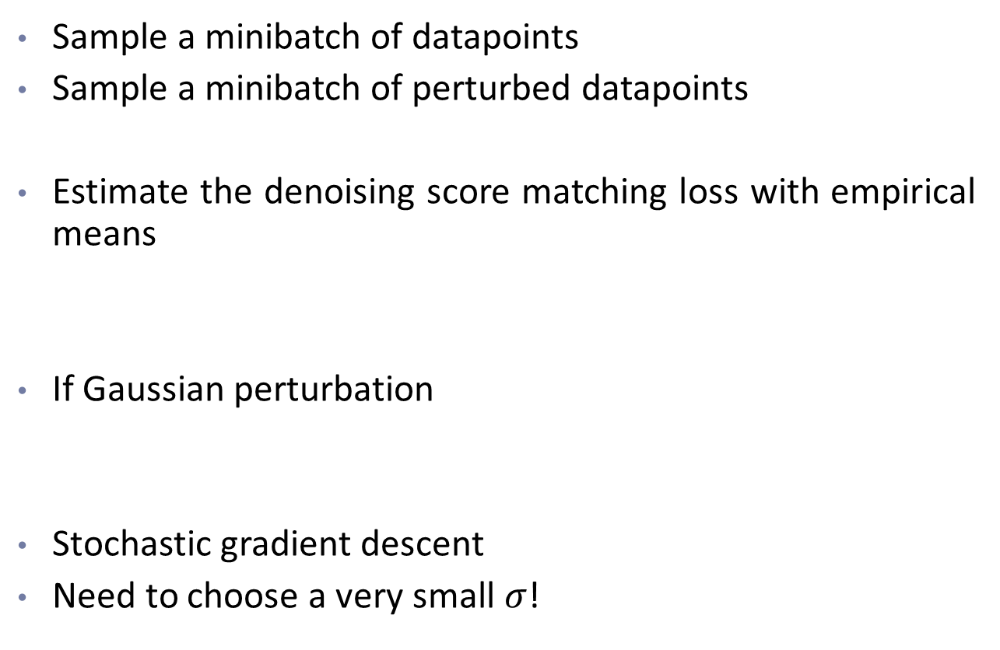 • Sample a minibatch of datapoints
• Sample a minibatch of perturbed datapoints
• Estimate the denoising score matching loss with empirical
means
• If Gaussian perturbation
• Stochastic gradient descent
• Need to choose a very small σ!